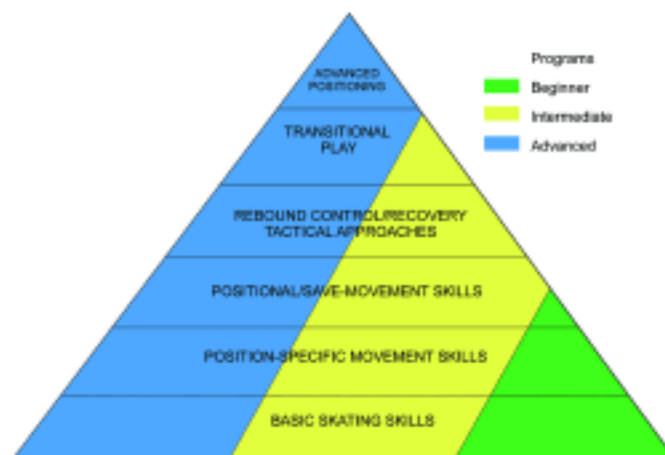 ADVANCED
POSITIONING
TRANSITIONAL
PLAY
REBOUND CONTROL/RECOVERY
TACTICAL APPROACHES
POSITIONAL/SAVE-MOVEMENT SKILLS
POSITION-SPECIFIC MOVEMENT SKILLS
BASIC SKATING SKILLS
Programs
Beginner
Intermediate
Advanced